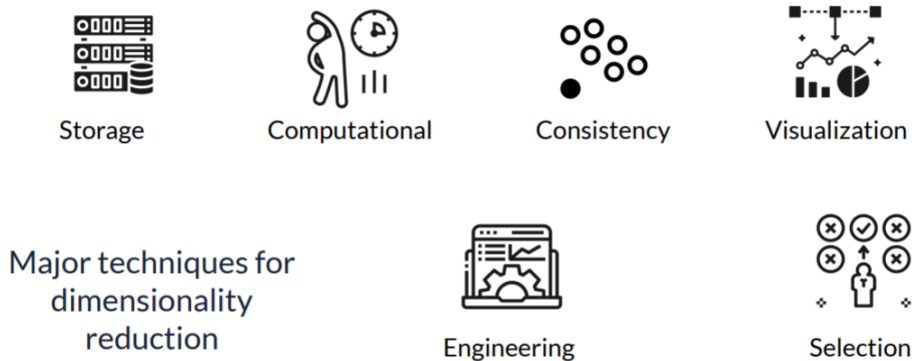 Storage
Computational
Consistency
Visualization
Major techniques for
dimensionality
reduction
Engineering
Selection